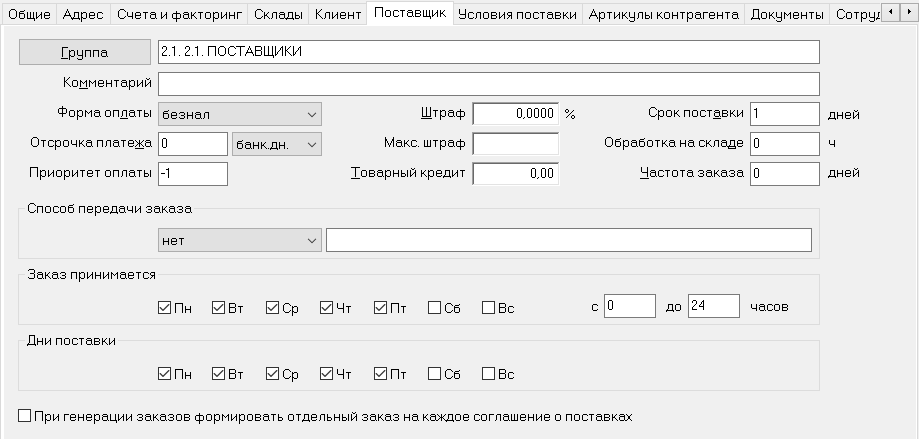 Общие Адрес Счета и факторинг Склады Клиент Поставщик Условия поставки Артикулы контрагента Документы
Группа 2.1. 2.1. ПОСТАВЩИКИ
Комментарий
Форма оплаты безнал Штраф 0,0000 % Срок поставки 1 дней
Отсрочка платежа 0 банк.дн. Макс. штраф Обработка на складе 0 ч
Приоритет оплаты -1 Товарный кредит 0,00 Частота заказа 0 дней
Способ передачи заказа
нет
Заказ принимается
Пн Вт Ср Чт Пт Сб Вс с 0 до 24 часов
Дни поставки
Пн Вт Ср Чт Пт Сб Вс
При генерации заказов формировать отдельный заказ на каждое соглашение о поставках